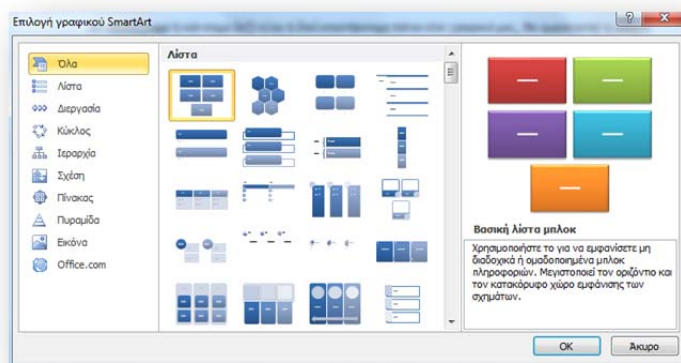 Επιλογή γραφικού SmartArt
Όλα
Λίστα
Διεργασία
Κύκλος
Ιεραρχία
Σχέση
Πίνακας
Πυραμίδα
Εικόνα
Office.com
Λίστα
Βασική λίστα μπλοκ
Χρησιμοποιήστε το για να εμφανίσετε μη
διαδοχικά ή ομαδοποιημένα μπλοκ
πληροφοριών. Μεγιστοποιεί τον οριζόντιο και
τον κατακόρυφο χώρο εμφάνισης των
σχημάτων.
OK
Άκυρο